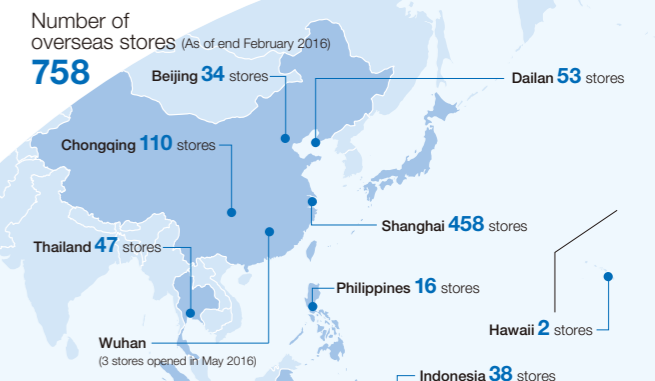 Number of
overseas stores (As of end February 2016)
758
Beijing 34 stores
Dailan 53 stores
Chongqing 110 stores
Shanghai 458 stores
Thailand 47 stores
Philippines 16 stores
Hawaii 2 stores
Wuhan
(3 stores opened in May 2016)
Indonesia 38 stores